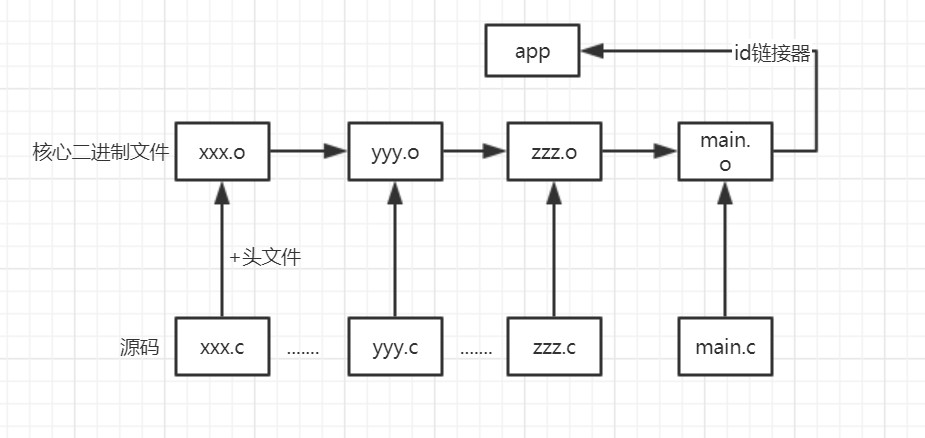 app
id链接器
核心二进制文件
xxx.o
yyy.o
zzz.o
main.
o
+头文件
源码
xxx.c
.......
yyy.c
.......
zzz.c
main.c